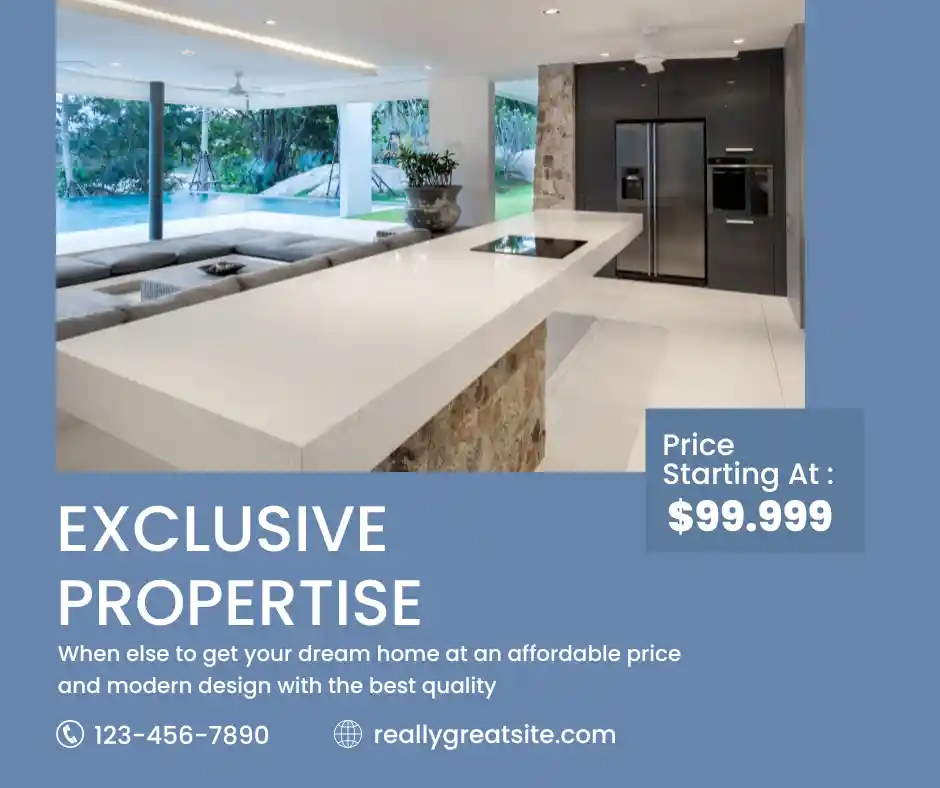 Price
Starting At :
$99.999
EXCLUSIVE
PROPERTISE
When else to get your dream home at an affordable price
and modern design with the best quality
123-456-7890
reallygreatsite.com